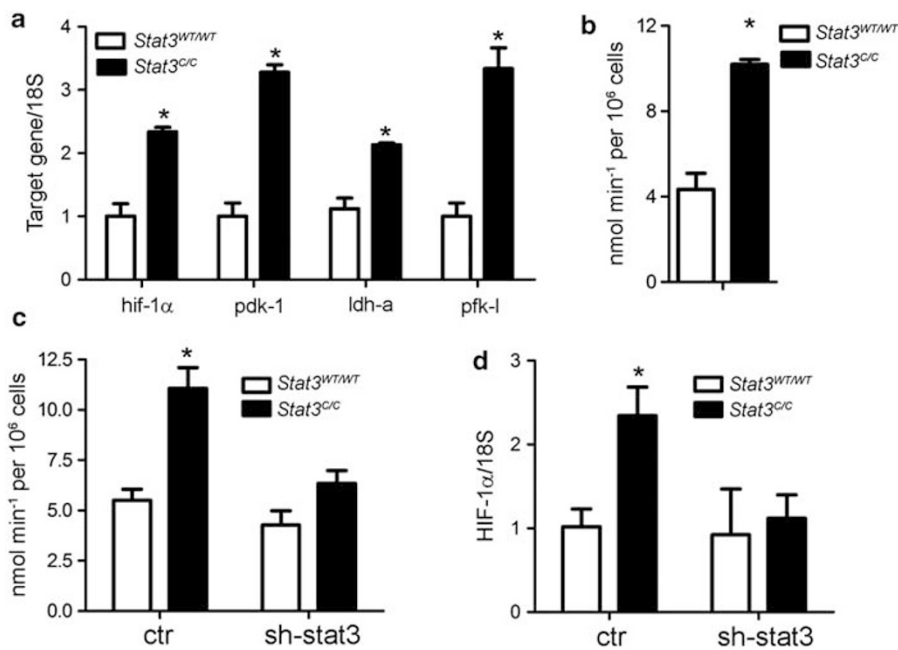 a
Target gene/18S
4
3
2
1
0
Stat3WT/WT
Stat3C/C
*
*
*
*
hif-1α
pdk-1
ldh-a
pfk-l
b
nmol min⁻¹ per 10⁶ cells
12
8
4
0
*
Stat3WT/WT
Stat3C/C
c
nmol min⁻¹ per 10⁶ cells
12.5
10.0
7.5
5.0
2.5
0.0
*
Stat3WT/WT
Stat3C/C
ctr
sh-stat3
d
HIF-1α/18S
3
2
1
0
*
Stat3WT/WT
Stat3C/C
ctr
sh-stat3